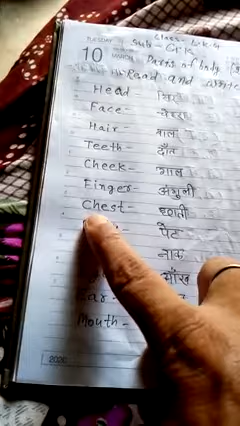 TUESDAY
10
MARCH
Class - U.K.G
Sub - G.K
Parts of body
Read and
Head शिर
Face चेहरा
Hair बाल
Teeth - दाँत
Cheek - गाल
Finger - अंगुली
Chest - छाती
पेट
नाक
आँख
Ear -
Mouth -
2020